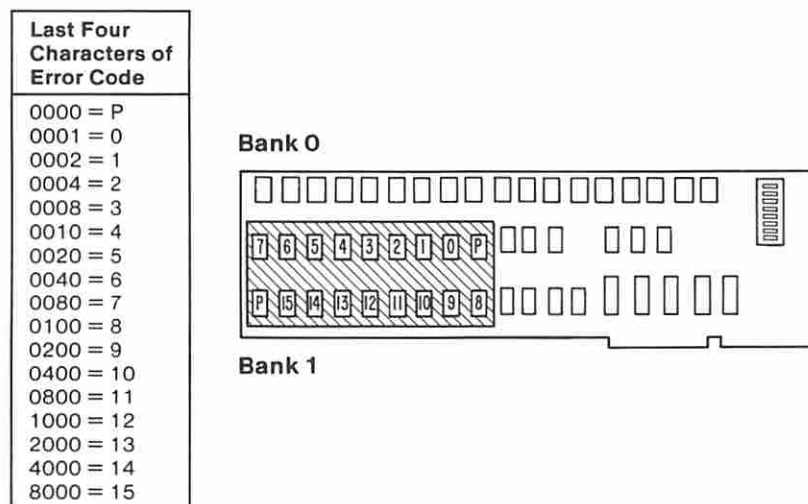 Last Four
Characters of
Error Code
0000 = P
0001 = 0
0002 = 1
0004 = 2
0008 = 3
0010 = 4
0020 = 5
0040 = 6
0080 = 7
0100 = 8
0200 = 9
0400 = 10
0800 = 11
1000 = 12
2000 = 13
4000 = 14
8000 = 15
Bank 0
7 6 5 4 3 2 1 0 P
P 15 14 13 12 11 10 9 8
Bank 1